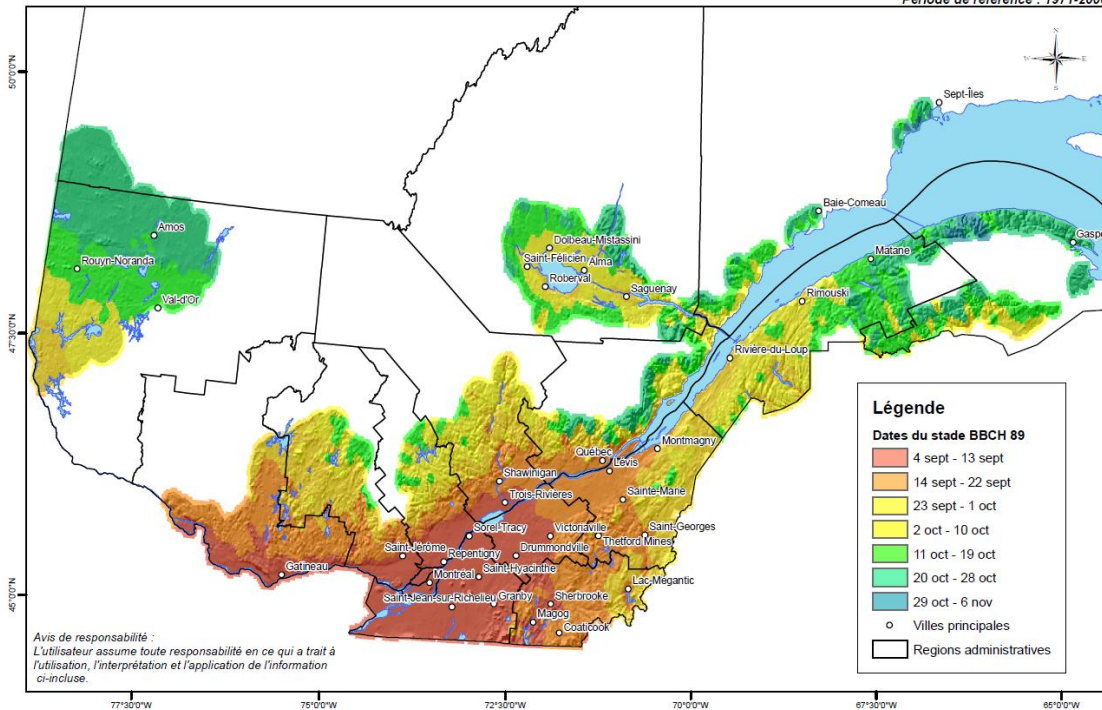 Période de référence : 1971-2000
N
W E
S
50°0'0"N
47°30'0"N
45°0'0"N
Sept-Îles
Baie-Comeau
Gaspé
Matane
Amos
Rouyn-Noranda
Val-d'Or
Dolbeau-Mistassini
Saint-Félicien
Alma
Roberval
Saguenay
Rimouski
Rivière-du-Loup
Montmagny
Québec
Lévis
Shawinigan
Trois-Rivières
Sainte-Marie
Sorel-Tracy
Victoriaville
Saint-Georges
Thetford Mines
Saint-Jérôme
Drummondville
Repentigny
Gatineau
Saint-Hyacinthe
Montréal
Lac-Mégantic
Saint-Jean-sur-Richelieu
Granby
Sherbrooke
Magog
Coaticook
Légende
Dates du stade BBCH 89
4 sept - 13 sept
14 sept - 22 sept
23 sept - 1 oct
2 oct - 10 oct
11 oct - 19 oct
20 oct - 28 oct
29 oct - 6 nov
Villes principales
Regions administratives
Avis de responsabilité :
L'utilisateur assume toute responsabilité en ce qui a trait à
l'utilisation, l'interprétation et l'application de l'information
ci-incluse.
77°30'0"W
75°0'0"W
72°30'0"W
70°0'0"W
67°30'0"W
65°0'0"W